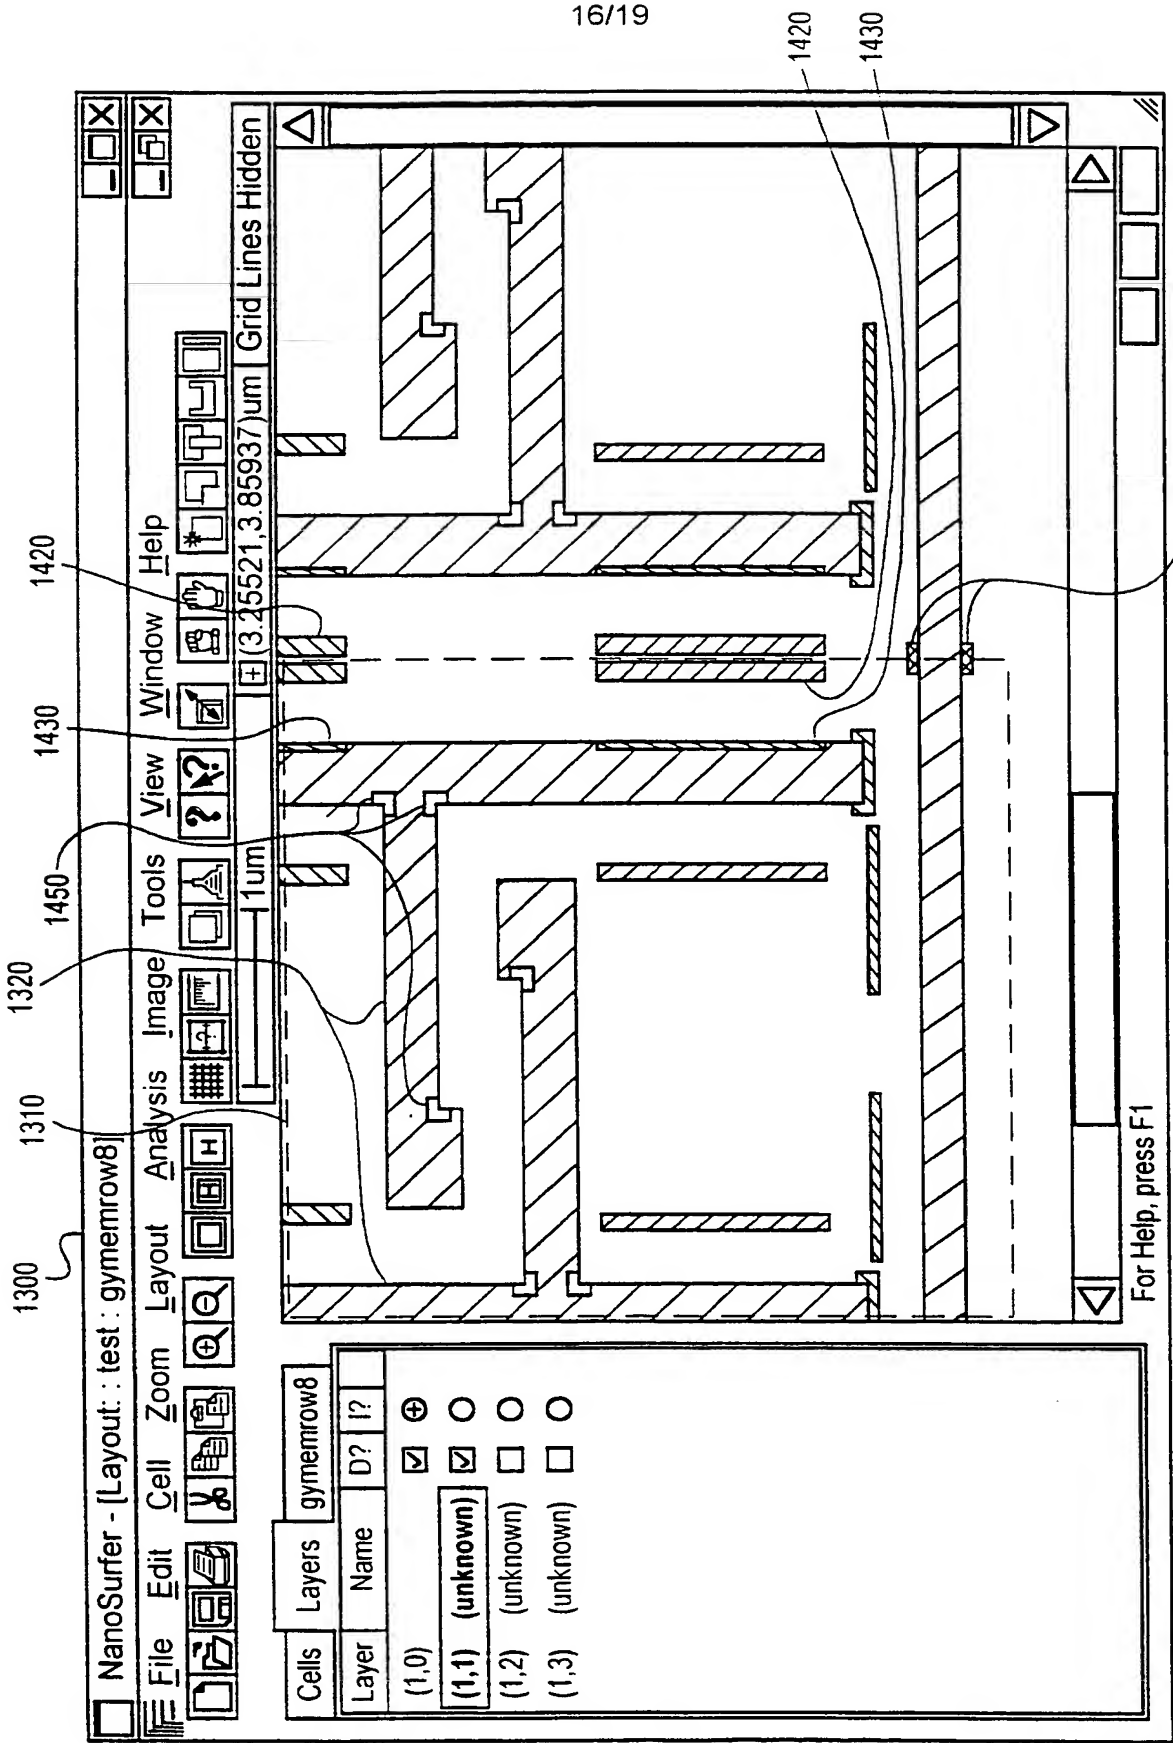 16/19
1300
1310
1320
1450
1430
1420
1420
1430
NanoSurfer - [Layout: : test : gymemrow8]
File Edit Cell Zoom Layout Analysis Image Tools View Window Help
1um
(3.25521,3.85937)um
Grid Lines Hidden
Cells Layers gymemrow8
Layer Name D? I?
(1,0)
(1,1) (unknown)
(1,2) (unknown)
(1,3) (unknown)
For Help, press F1